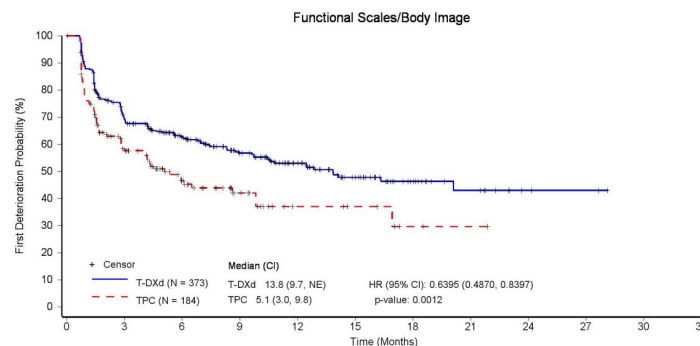 Functional Scales/Body Image
First Deterioration Probability (%)
100
90
80
70
60
50
40
30
20
10
0
+ Censor
Median (CI)
T-DXd (N = 373)
T-DXd 13.8 (9.7, NE)
HR (95% CI): 0.6395 (0.4870, 0.8397)
TPC (N = 184)
TPC 5.1 (3.0, 9.8)
p-value: 0.0012
0 3 6 9 12 15 18 21 24 27 30
Time (Months)